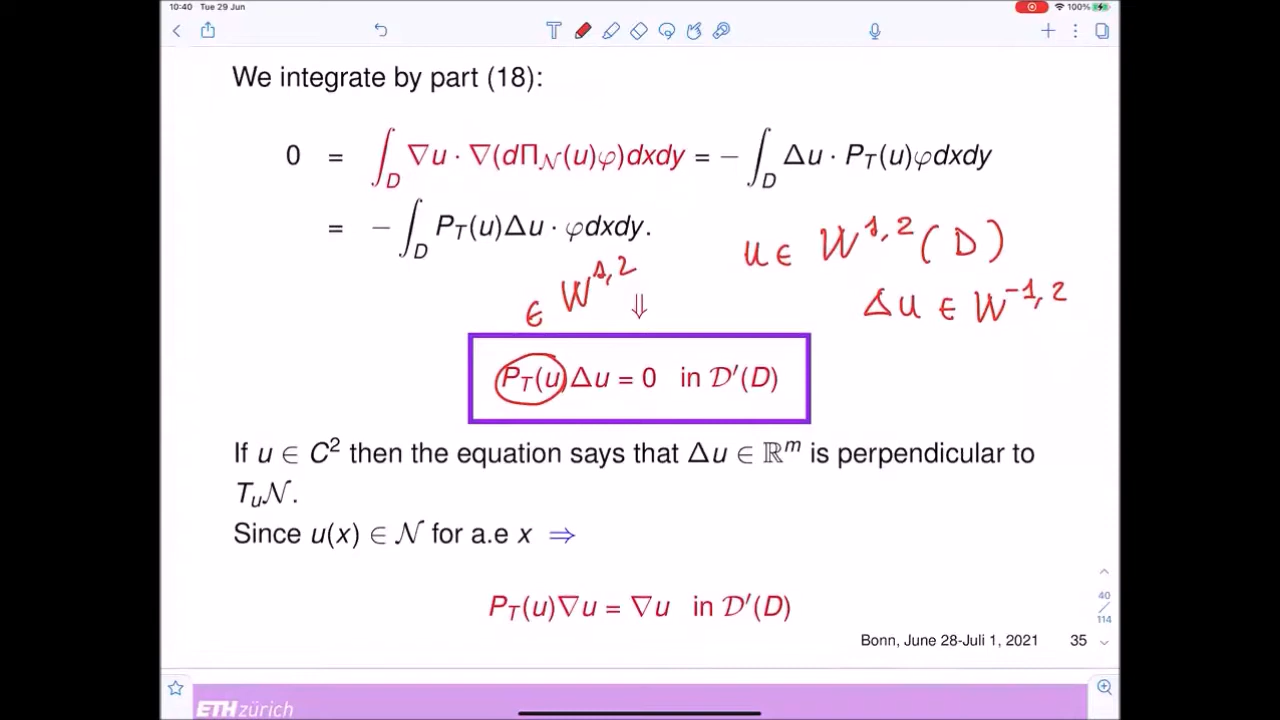 10:40 Tue 29 Jun
100%
We integrate by part (18):
0 = ∫_D ∇u · ∇(dΠ_𝒩(u)φ)dxdy = − ∫_D Δu · P_T(u)φdxdy
= − ∫_D P_T(u)Δu · φdxdy.
u ∈ W^{1,2}(D)
∈ W^{1,2}
⇓
Δu ∈ W^{-1,2}
P_T(u)Δu = 0 in 𝒟′(D)
If u ∈ C² then the equation says that Δu ∈ ℝ^m is perpendicular to
T_u𝒩.
Since u(x) ∈ 𝒩 for a.e x ⇒
P_T(u)∇u = ∇u in 𝒟′(D)
40
/
114
Bonn, June 28-Juli 1, 2021 35
ETH zürich